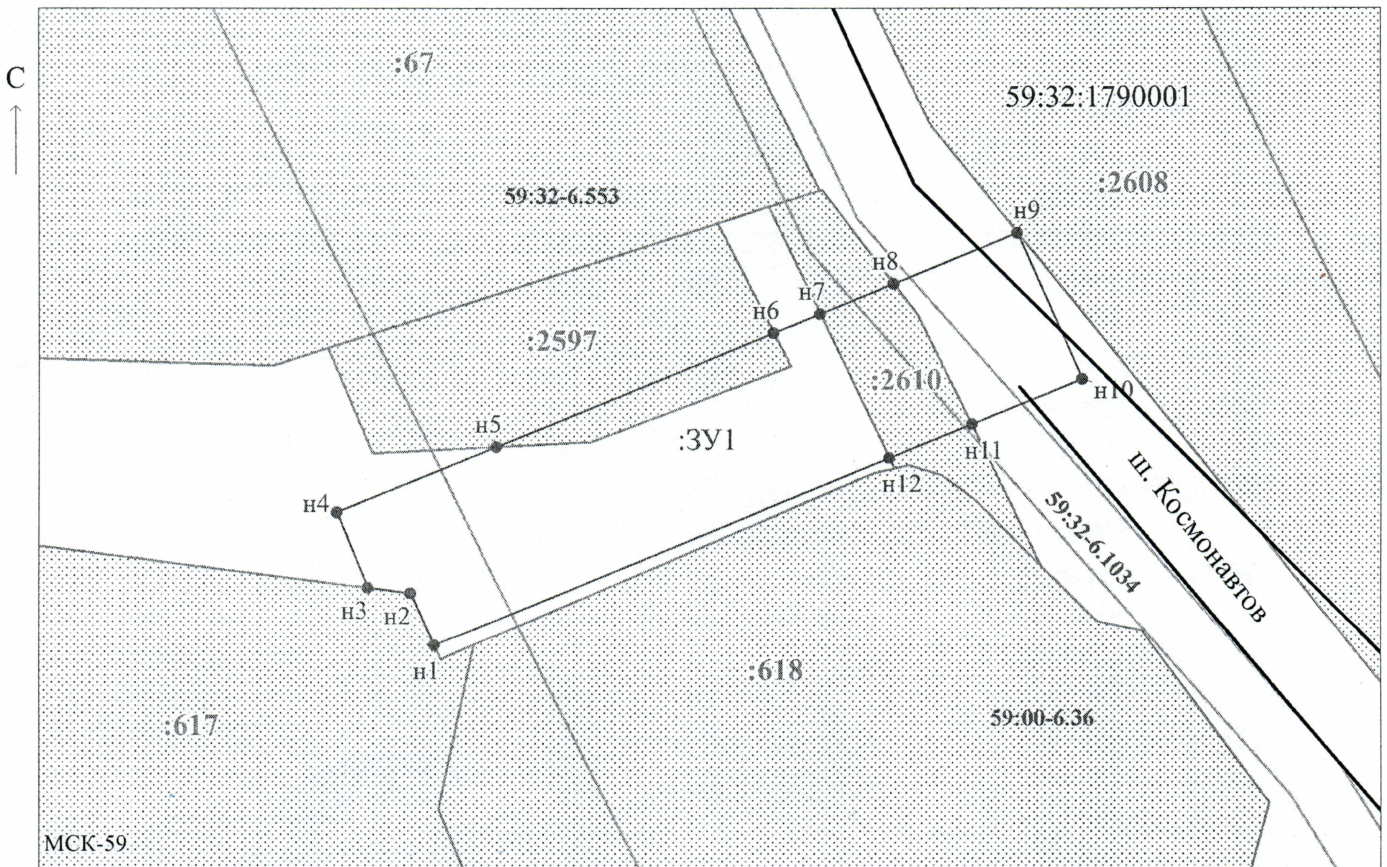 С
:67
59:32:1790001
:2608
59:32-6.553
н9
н8
н7
н6
:2597
:2610
н10
н5
:ЗУ1
н11
н12
ш. Космонавтов
н4
59:32-6.1034
н3
н2
н1
:618
:617
59:00-6.36
МСК-59